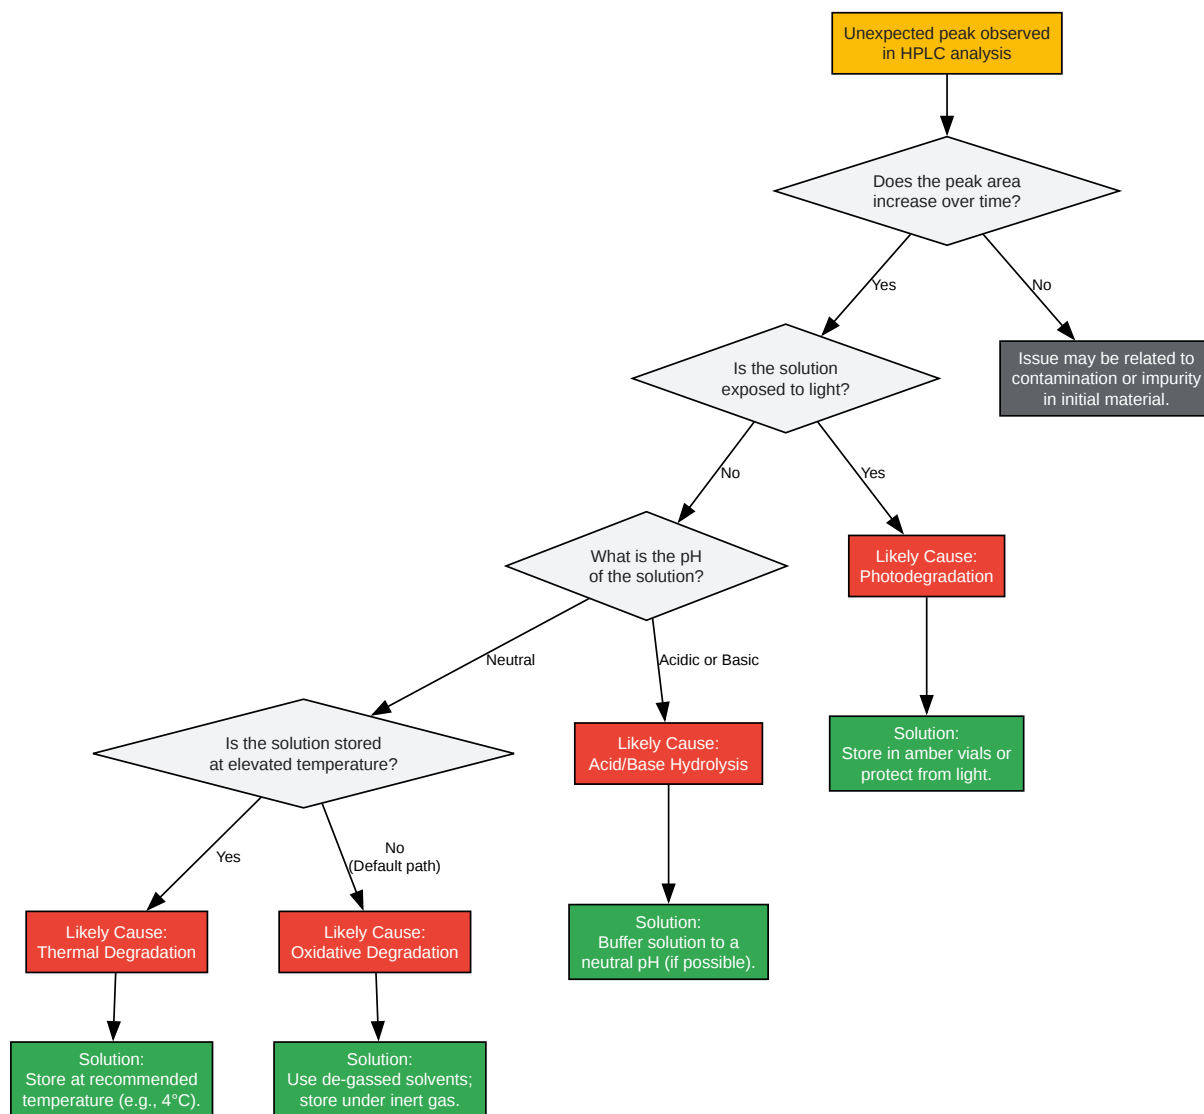 Unexpected peak observed
in HPLC analysis
Does the peak area
increase over time?
Yes
No
Is the solution
exposed to light?
Issue may be related to
contamination or impurity
in initial material.
No
Yes
What is the pH
of the solution?
Likely Cause:
Photodegradation
Neutral
Acidic or Basic
Is the solution stored
at elevated temperature?
Likely Cause:
Acid/Base Hydrolysis
Solution:
Store in amber vials or
protect from light.
Yes
No
(Default path)
Likely Cause:
Thermal Degradation
Likely Cause:
Oxidative Degradation
Solution:
Buffer solution to a
neutral pH (if possible).
Solution:
Store at recommended
temperature (e.g., 4°C).
Solution:
Use de-gassed solvents;
store under inert gas.